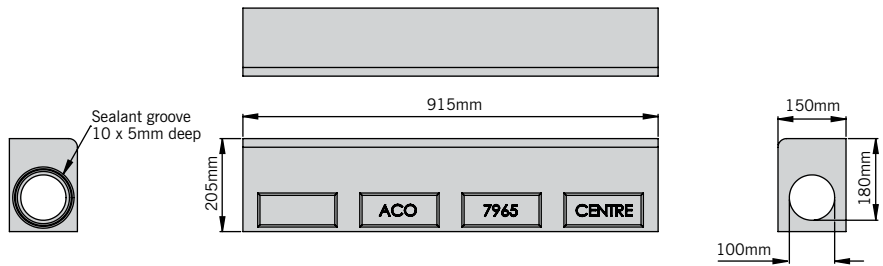 915mm
150mm
Sealant groove
10 x 5mm deep
205mm
180mm
ACO
7965
CENTRE
100mm